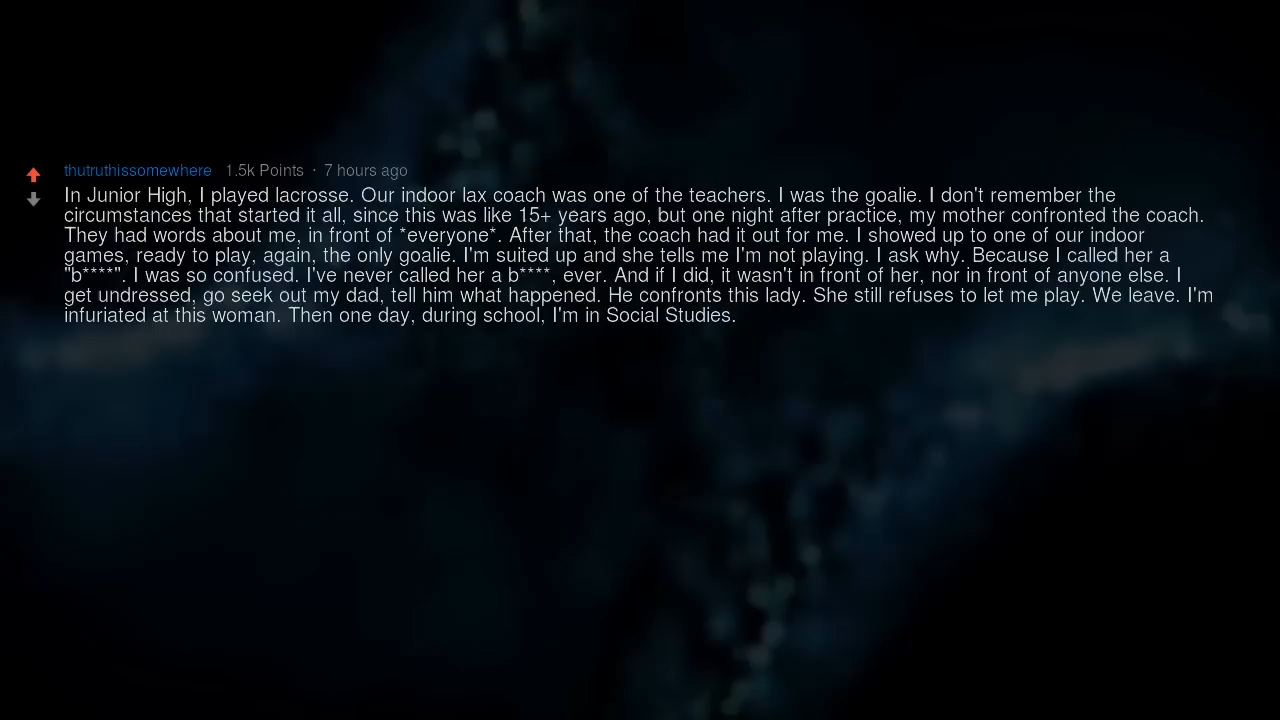 thutruthissomewhere 1.5k Points · 7 hours ago
In Junior High, I played lacrosse. Our indoor lax coach was one of the teachers. I was the goalie. I don't remember the
circumstances that started it all, since this was like 15+ years ago, but one night after practice, my mother confronted the coach.
They had words about me, in front of *everyone*. After that, the coach had it out for me. I showed up to one of our indoor
games, ready to play, again, the only goalie. I'm suited up and she tells me I'm not playing. I ask why. Because I called her a
"b****". I was so confused. I've never called her a b****, ever. And if I did, it wasn't in front of her, nor in front of anyone else. I
get undressed, go seek out my dad, tell him what happened. He confronts this lady. She still refuses to let me play. We leave. I'm
infuriated at this woman. Then one day, during school, I'm in Social Studies.